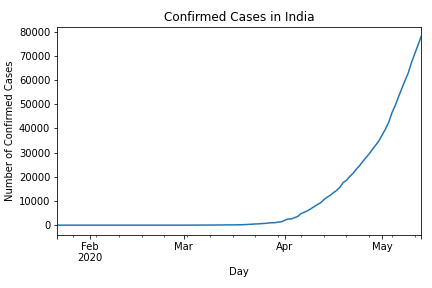 Confirmed Cases in India
Number of Confirmed Cases
80000
70000
60000
50000
40000
30000
20000
10000
0
Feb
2020
Mar
Apr
May
Day